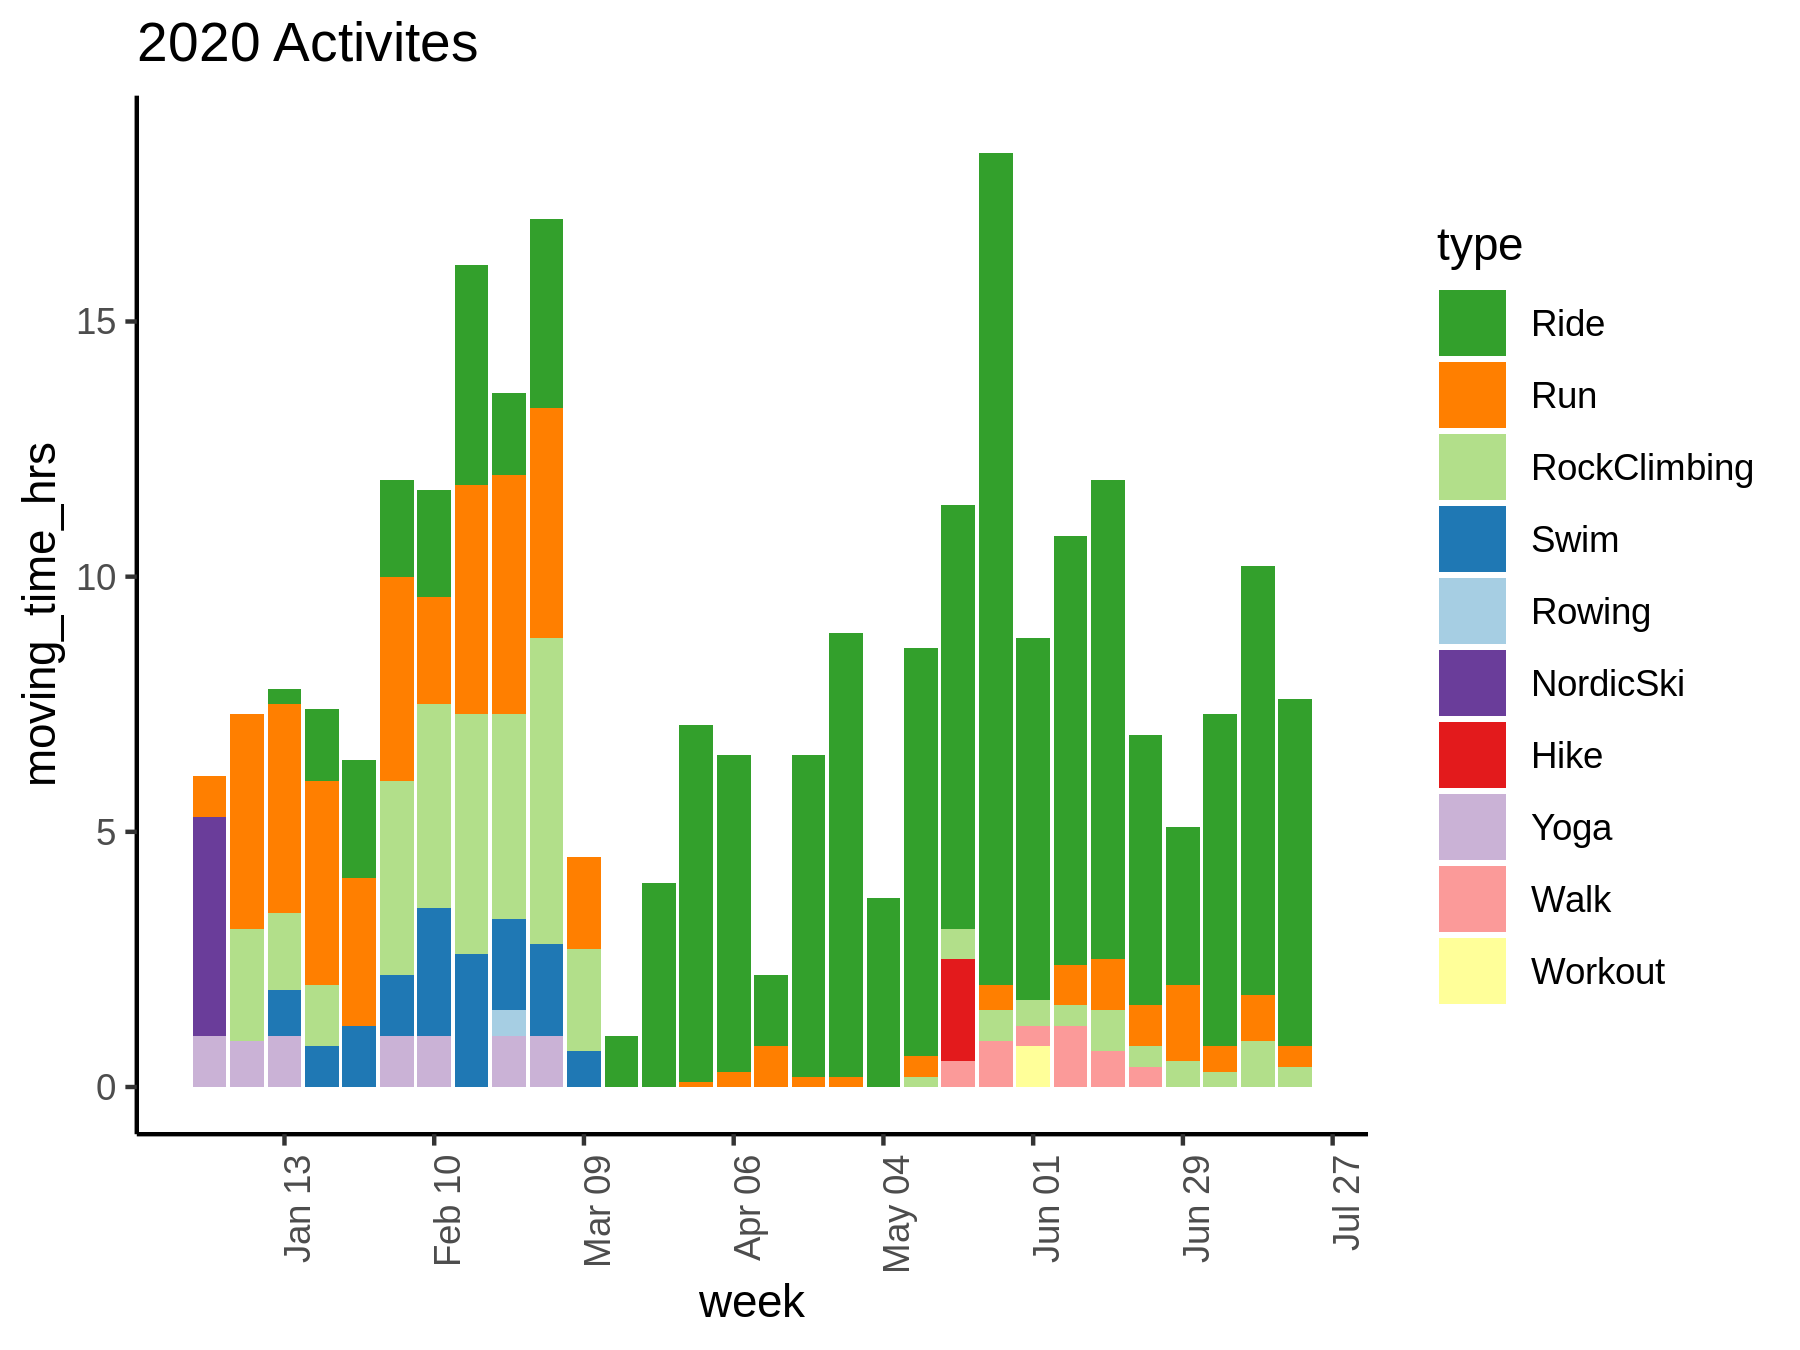 2020 Activites
moving_time_hrs
15
10
5
0
Jan 13
Feb 10
Mar 09
Apr 06
May 04
Jun 01
Jun 29
Jul 27
week
type
Ride
Run
RockClimbing
Swim
Rowing
NordicSki
Hike
Yoga
Walk
Workout